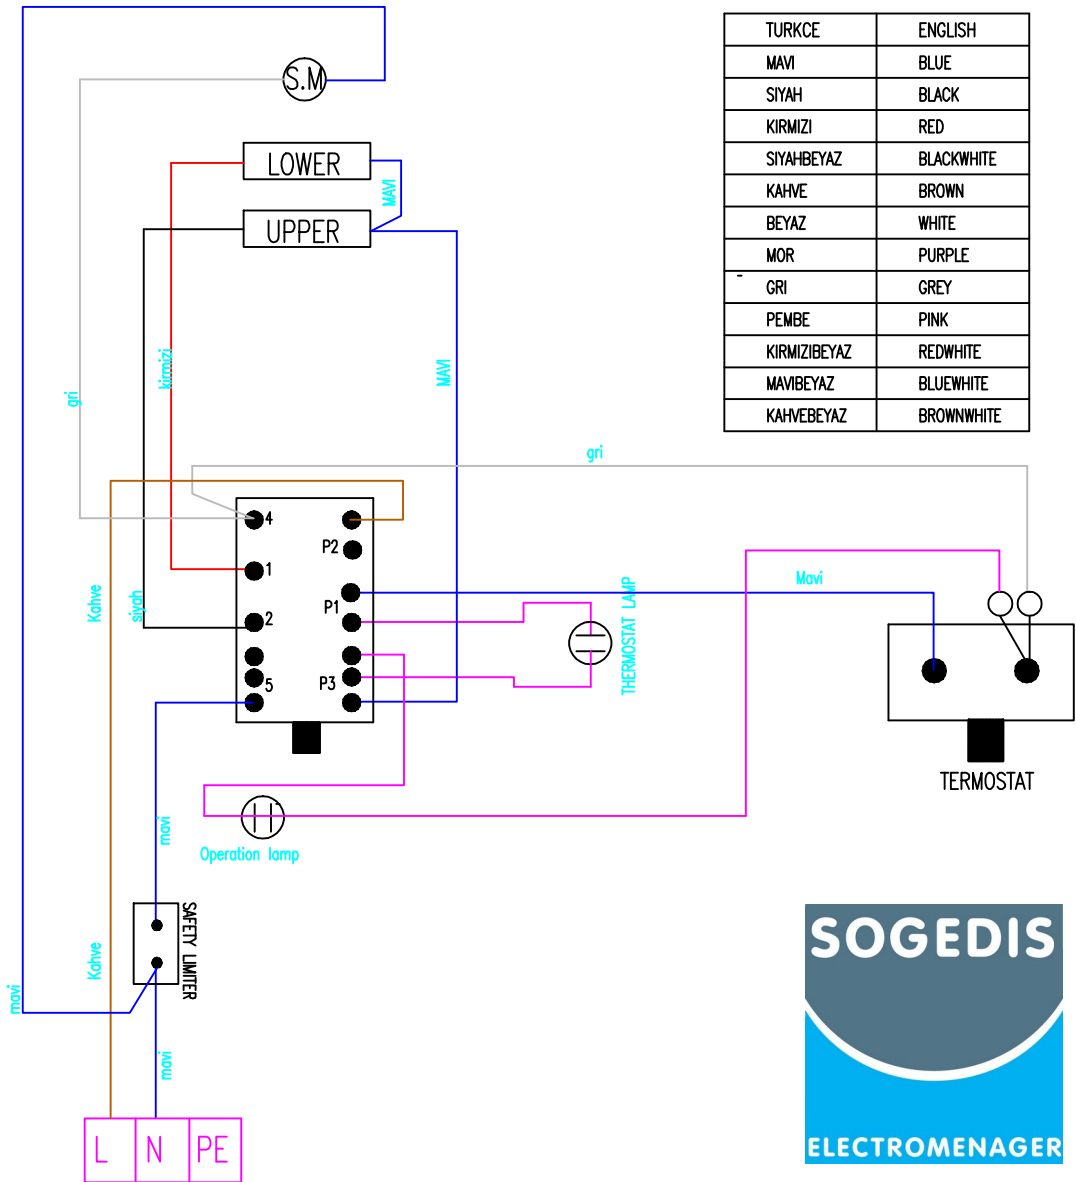 S.M
LOWER
MAVI
UPPER
kirmizi
MAVI
gri
TURKCE ENGLISH
MAVI BLUE
SIYAH BLACK
KIRMIZI RED
SIYAHBEYAZ BLACKWHITE
KAHVE BROWN
BEYAZ WHITE
MOR PURPLE
GRI GREY
PEMBE PINK
KIRMIZIBEYAZ REDWHITE
MAVIBEYAZ BLUEWHITE
KAHVEBEYAZ BROWNWHITE
gri
4
P2
1
Kahve
siyah
P1
2
P3
5
Mavi
THERMOSTAT LAMP
TERMOSTAT
mavi
Operation lamp
SAFETY LIMITER
Kahve
mavi
mavi
L N PE
SOGEDIS
ELECTROMENAGER